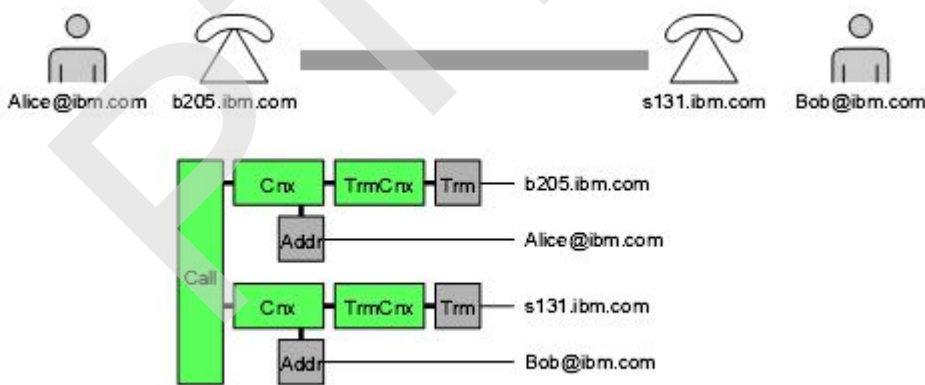 Alice@ibm.com b205.ibm.com s131.ibm.com Bob@ibm.com
Cnx TrmCnx Trm b205.ibm.com
Addr Alice@ibm.com
Call
Cnx TrmCnx Trm s131.ibm.com
Addr Bob@ibm.com